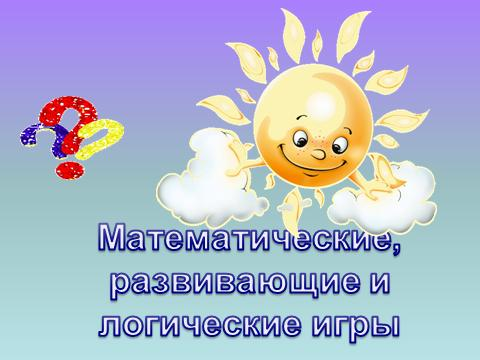 Математические,
развивающие и
логические игры